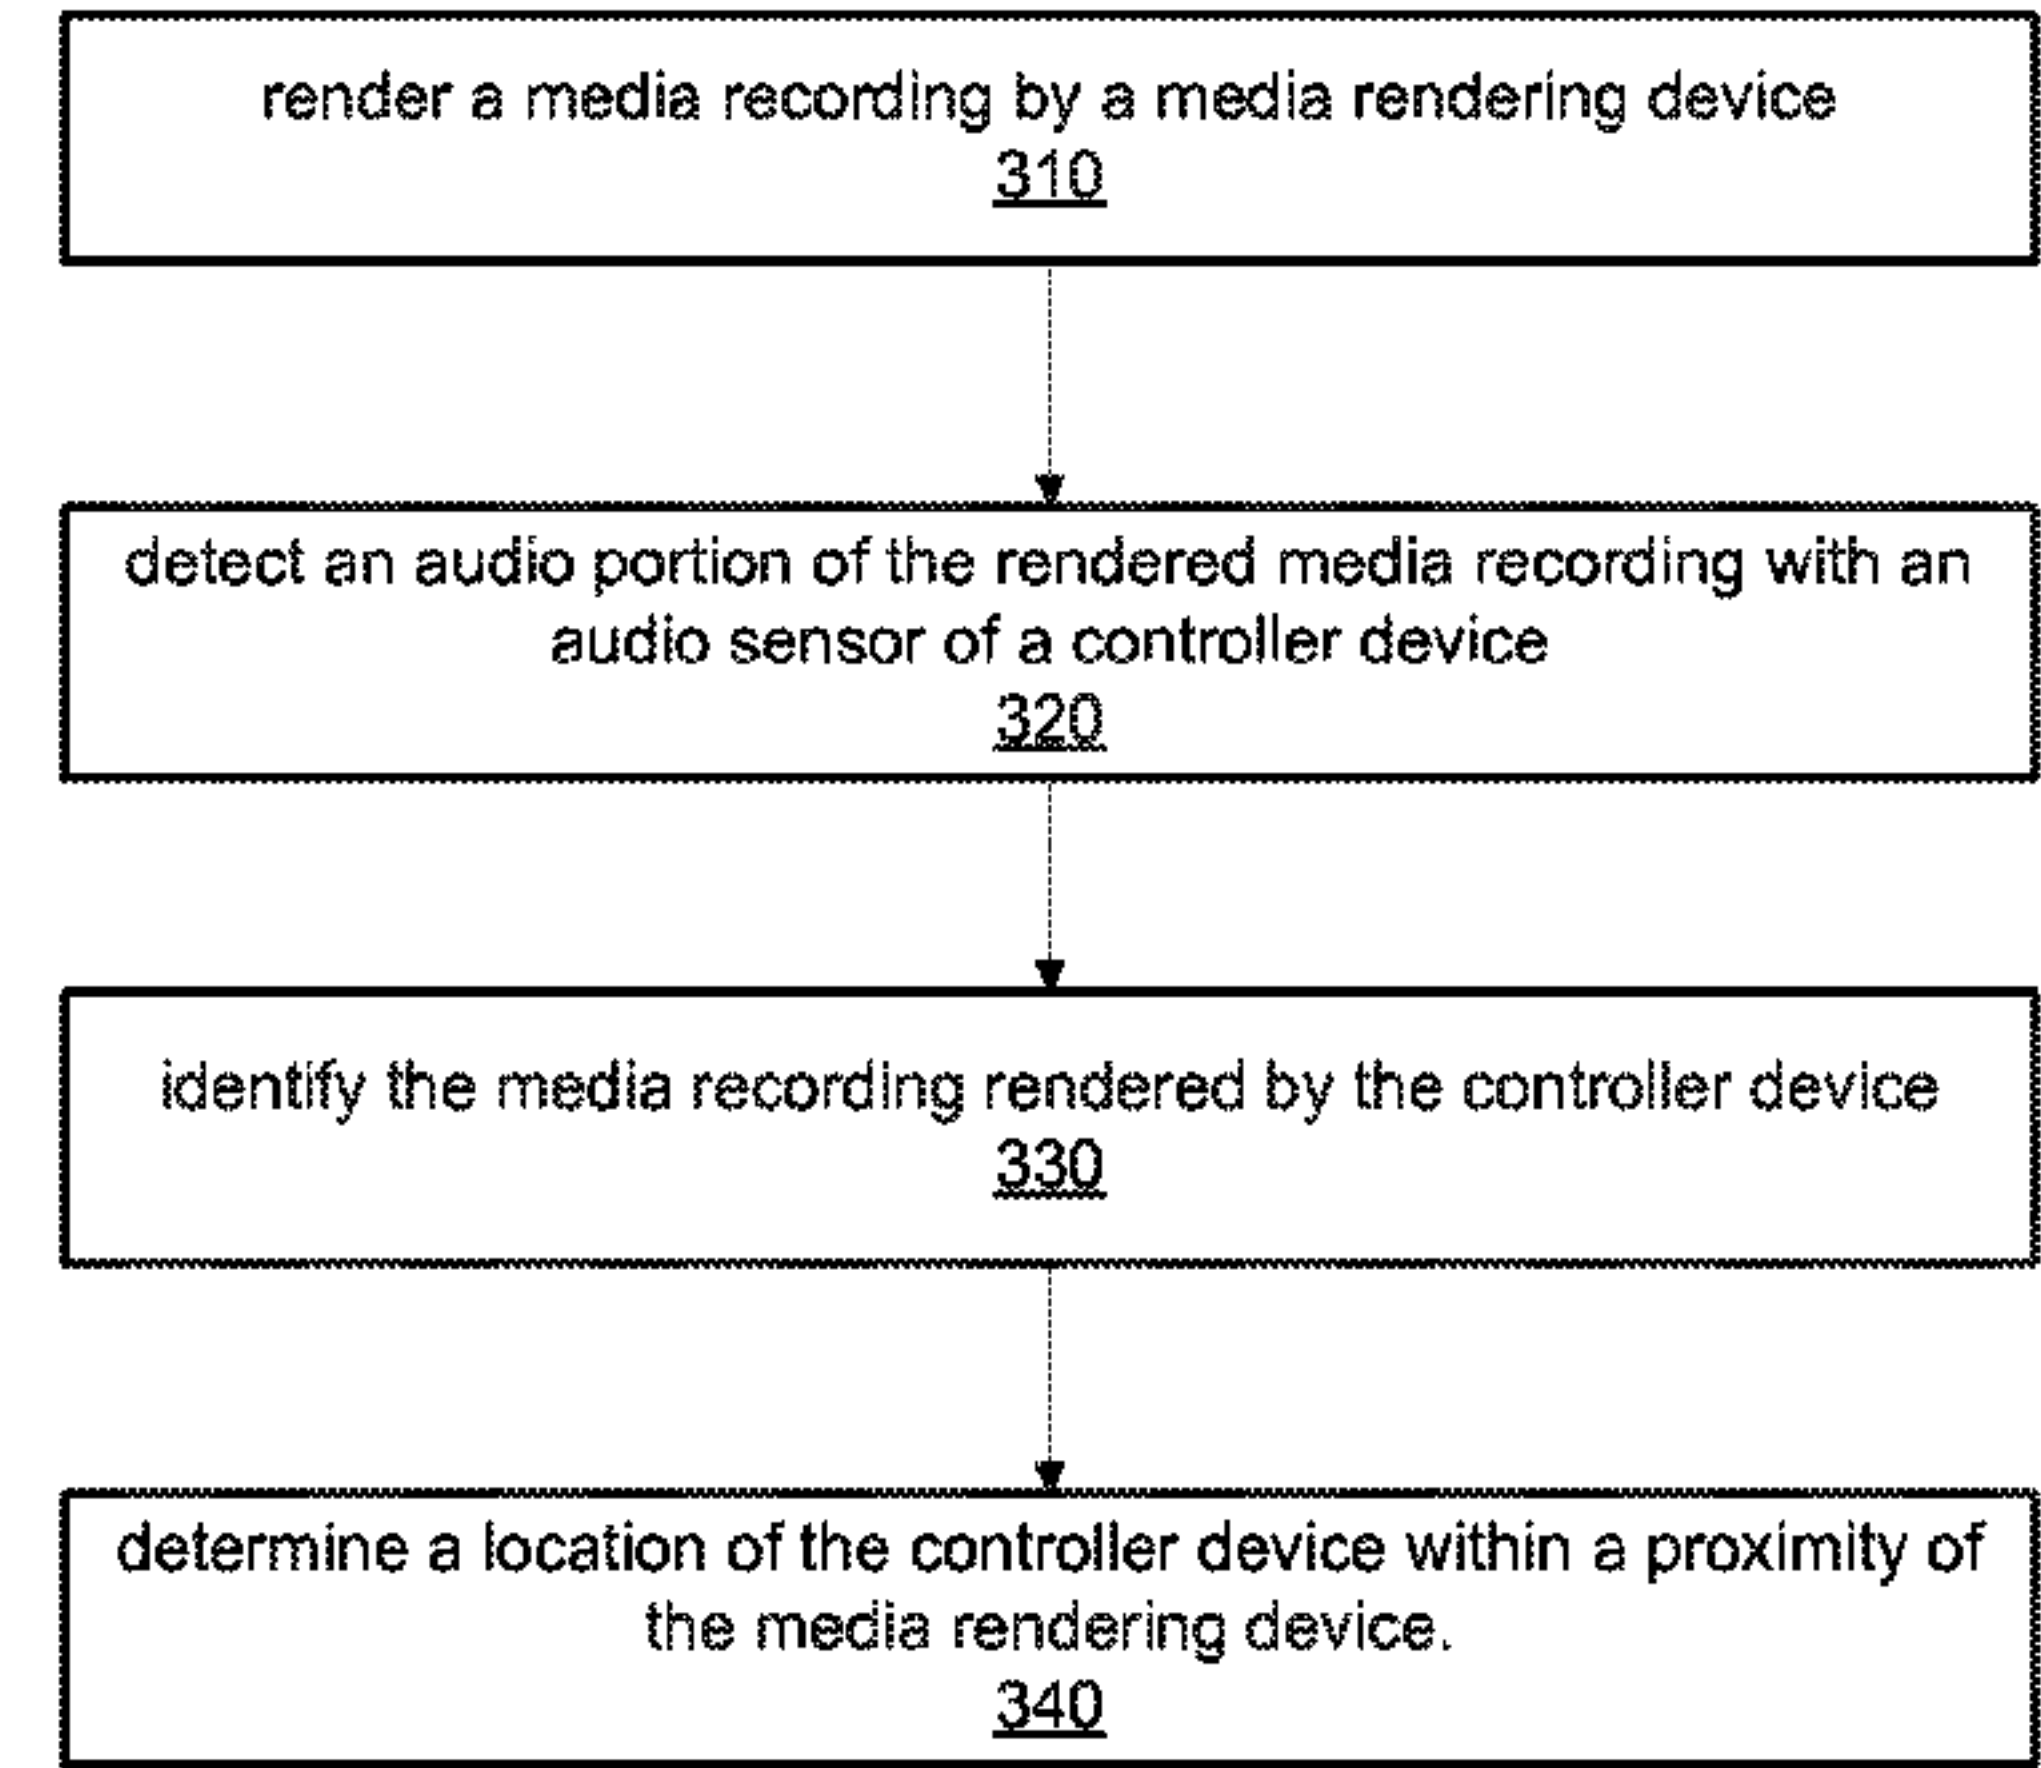 render a media recording by a media rendering device
310
detect an audio portion of the rendered media recording with an
audio sensor of a controller device
320
identify the media recording rendered by the controller device
330
determine a location of the controller device within a proximity of
the media rendering device.
340